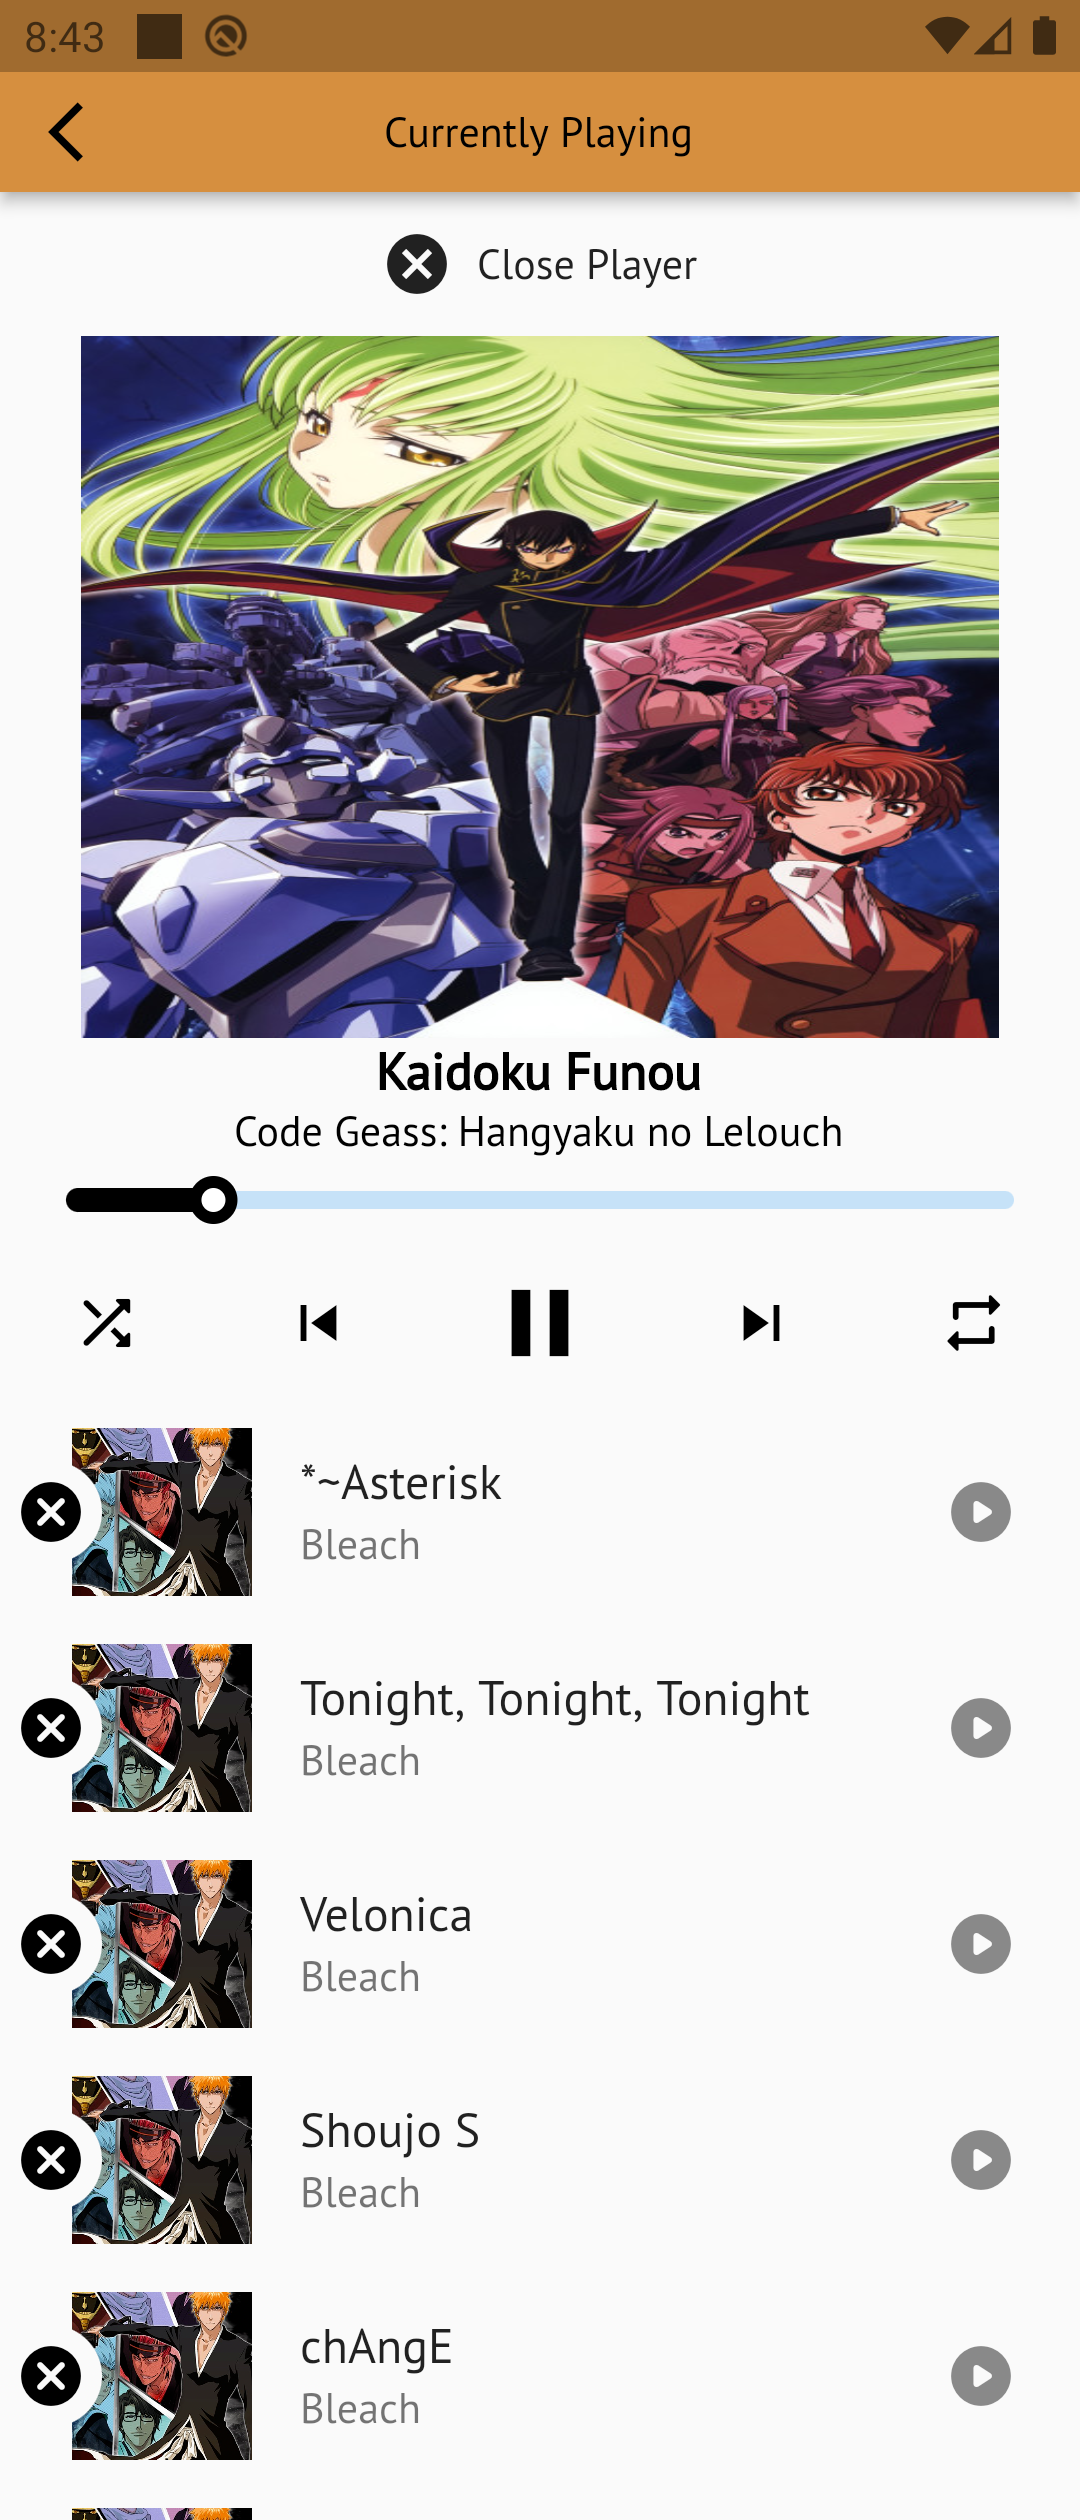 8:43
Currently Playing
Close Player
Kaidoku Funou
Code Geass: Hangyaku no Lelouch
*~Asterisk
Bleach
Tonight, Tonight, Tonight
Bleach
Velonica
Bleach
Shoujo S
Bleach
chAngE
Bleach